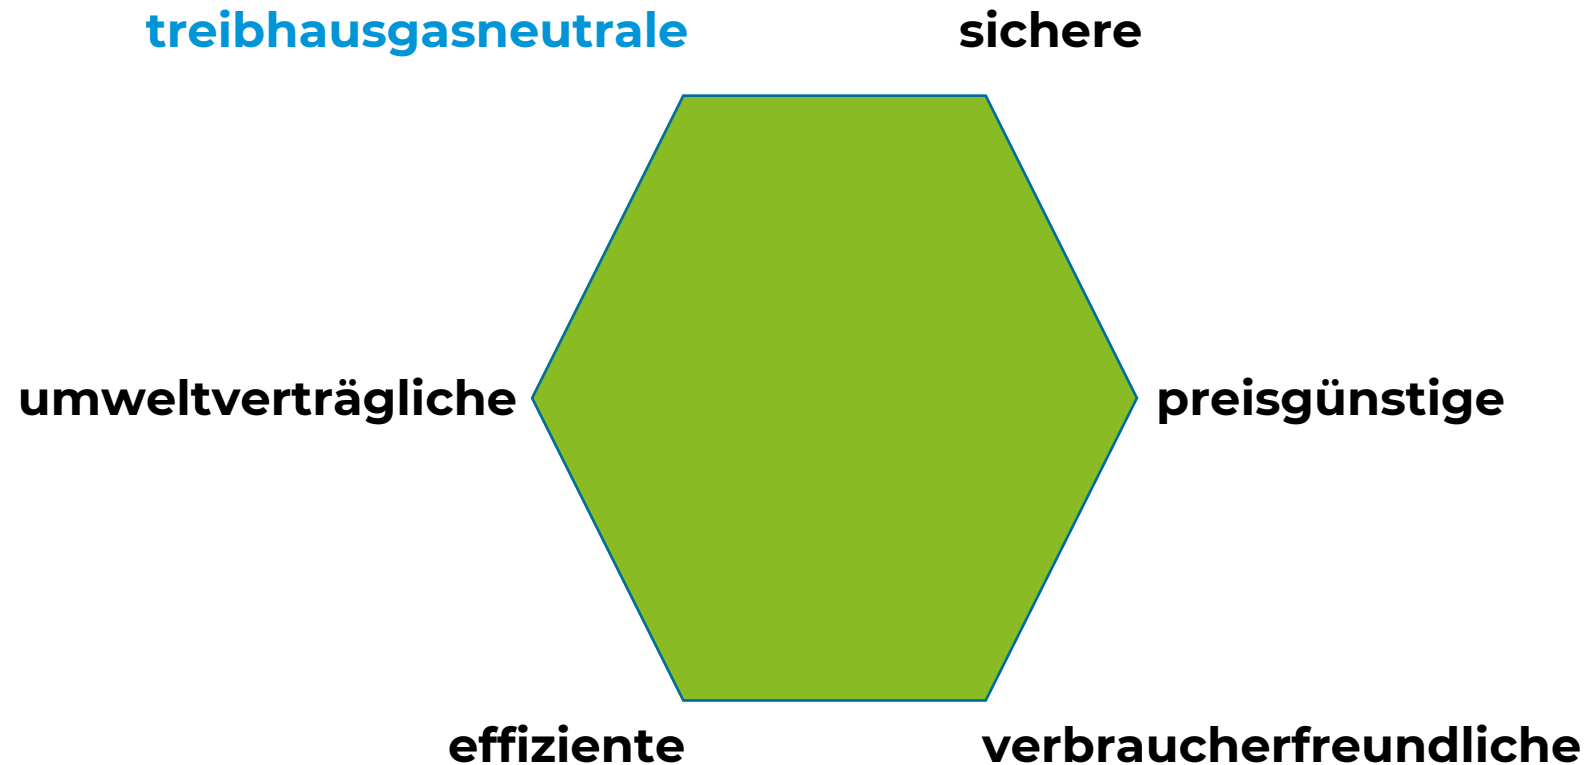 treibhausgasneutrale
sichere
umweltverträgliche
preisgünstige
effiziente
verbraucherfreundliche